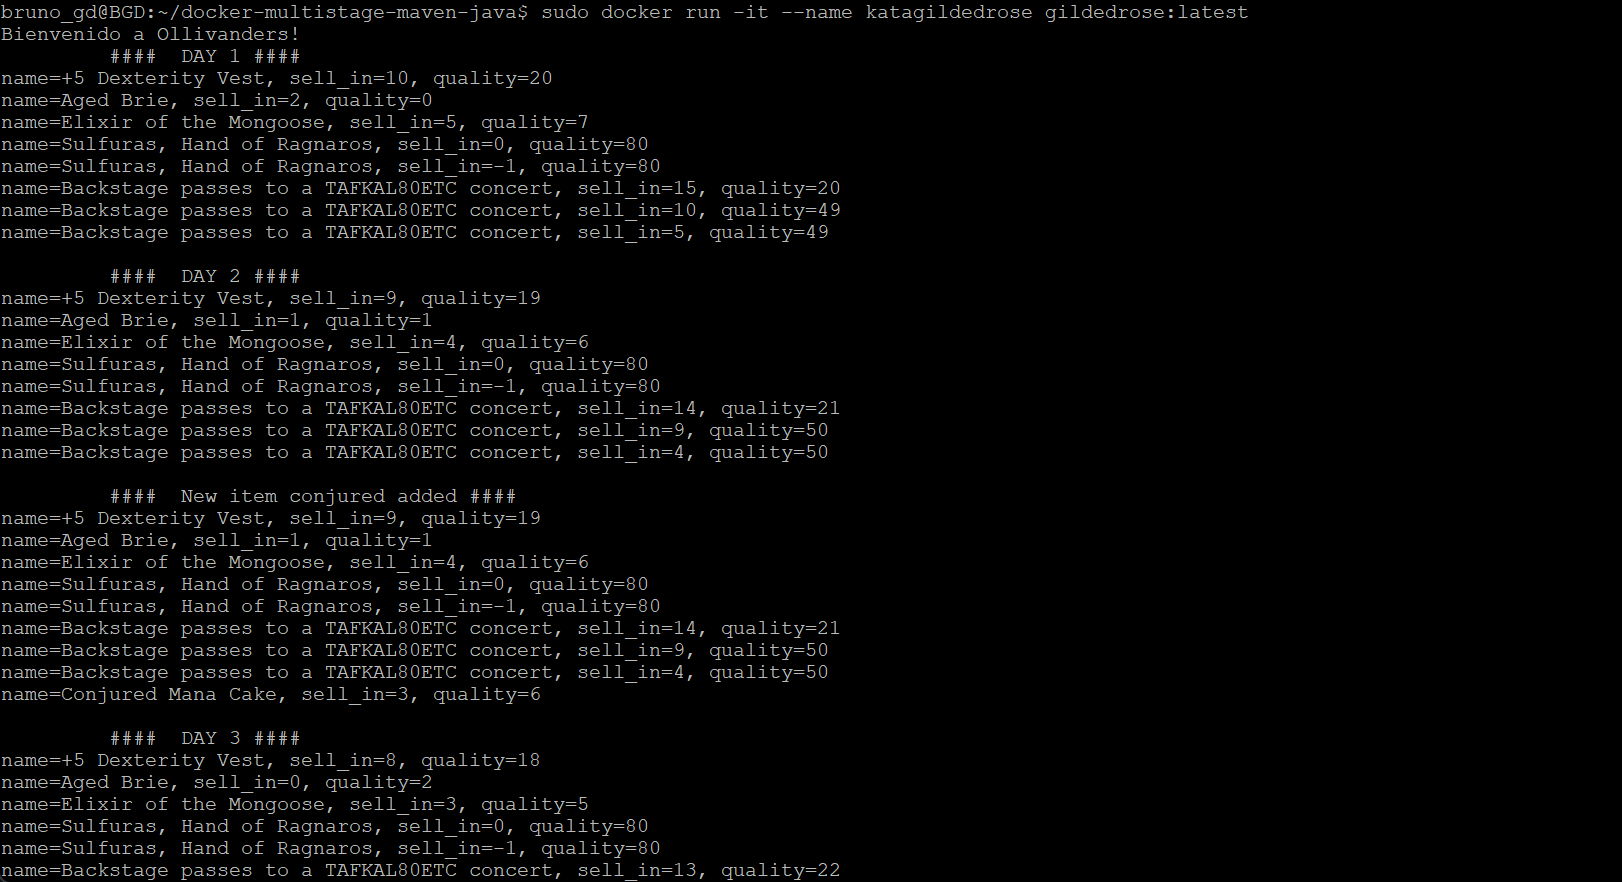 bruno_gd@BGD:~/docker-multistage-maven-java$ sudo docker run -it --name katagildedrose gildedrose:latest
Bienvenido a Ollivanders!
#### DAY 1 ####
name=+5 Dexterity Vest, sell_in=10, quality=20
name=Aged Brie, sell_in=2, quality=0
name=Elixir of the Mongoose, sell_in=5, quality=7
name=Sulfuras, Hand of Ragnaros, sell_in=0, quality=80
name=Sulfuras, Hand of Ragnaros, sell_in=-1, quality=80
name=Backstage passes to a TAFKAL80ETC concert, sell_in=15, quality=20
name=Backstage passes to a TAFKAL80ETC concert, sell_in=10, quality=49
name=Backstage passes to a TAFKAL80ETC concert, sell_in=5, quality=49
#### DAY 2 ####
name=+5 Dexterity Vest, sell_in=9, quality=19
name=Aged Brie, sell_in=1, quality=1
name=Elixir of the Mongoose, sell_in=4, quality=6
name=Sulfuras, Hand of Ragnaros, sell_in=0, quality=80
name=Sulfuras, Hand of Ragnaros, sell_in=-1, quality=80
name=Backstage passes to a TAFKAL80ETC concert, sell_in=14, quality=21
name=Backstage passes to a TAFKAL80ETC concert, sell_in=9, quality=50
name=Backstage passes to a TAFKAL80ETC concert, sell_in=4, quality=50
#### New item conjured added ####
name=+5 Dexterity Vest, sell_in=9, quality=19
name=Aged Brie, sell_in=1, quality=1
name=Elixir of the Mongoose, sell_in=4, quality=6
name=Sulfuras, Hand of Ragnaros, sell_in=0, quality=80
name=Sulfuras, Hand of Ragnaros, sell_in=-1, quality=80
name=Backstage passes to a TAFKAL80ETC concert, sell_in=14, quality=21
name=Backstage passes to a TAFKAL80ETC concert, sell_in=9, quality=50
name=Backstage passes to a TAFKAL80ETC concert, sell_in=4, quality=50
name=Conjured Mana Cake, sell_in=3, quality=6
#### DAY 3 ####
name=+5 Dexterity Vest, sell_in=8, quality=18
name=Aged Brie, sell_in=0, quality=2
name=Elixir of the Mongoose, sell_in=3, quality=5
name=Sulfuras, Hand of Ragnaros, sell_in=0, quality=80
name=Sulfuras, Hand of Ragnaros, sell_in=-1, quality=80
name=Backstage passes to a TAFKAL80ETC concert, sell_in=13, quality=22